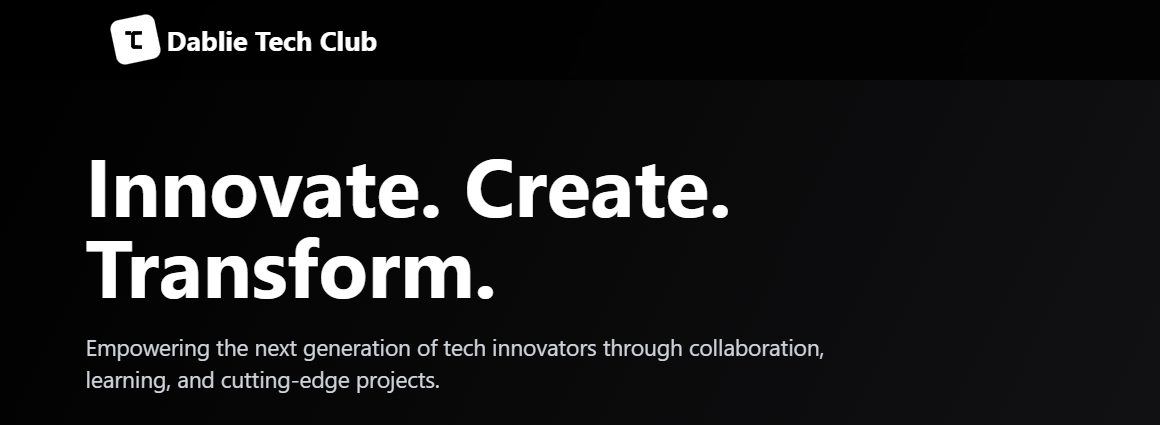 Dablie Tech Club
Innovate. Create.
Transform.
Empowering the next generation of tech innovators through collaboration,
learning, and cutting-edge projects.